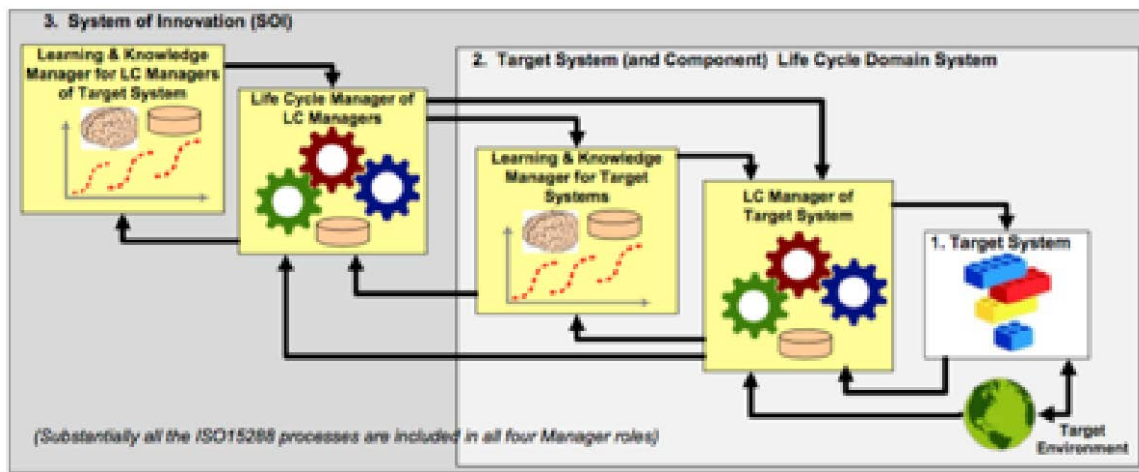 3. System of Innovation (SOI)
Learning & Knowledge
Manager for LC Managers
of Target System
2. Target System (and Component) Life Cycle Domain System
Life Cycle Manager of
LC Managers
Learning & Knowledge
Manager for Target
Systems
LC Manager of
Target System
1. Target System
(Substantially all the ISO15288 processes are included in all four Manager roles)
Target
Environment